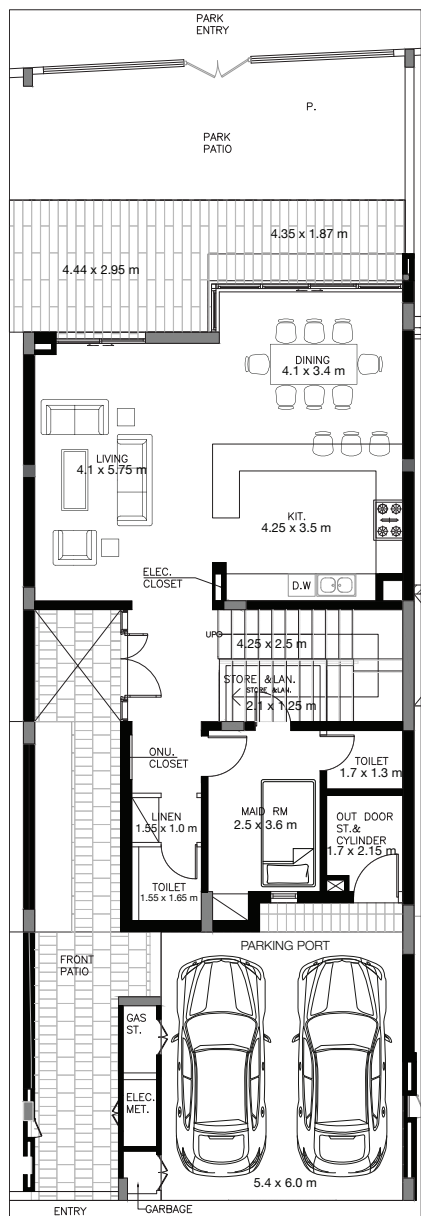 PARK
ENTRY
P.
PARK
PATIO
4.35 x 1.87 m
4.44 x 2.95 m
DINING
4.1 x 3.4 m
LIVING
4.1 x 5.75 m
KIT.
4.25 x 3.5 m
ELEC.
CLOSET
D.W
UP
4.25 x 2.5 m
STORE &LAN.
STORE &LAN.
2.1 x 1.25 m
ONU.
CLOSET
TOILET
1.7 x 1.3 m
LINEN
1.55 x 1.0 m
MAID RM
2.5 x 3.6 m
OUT DOOR
ST.&
CYLINDER
1.7 x 2.15 m
TOILET
1.55 x 1.65 m
PARKING PORT
FRONT
PATIO
GAS
ST.
ELEC.
MET.
5.4 x 6.0 m
ENTRY
GARBAGE